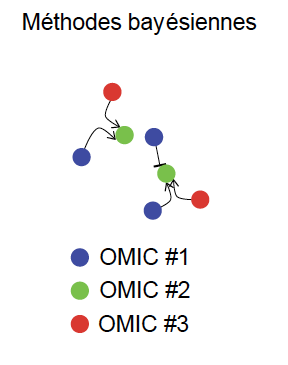 Méthodes bayésiennes
OMIC #1
OMIC #2
OMIC #3